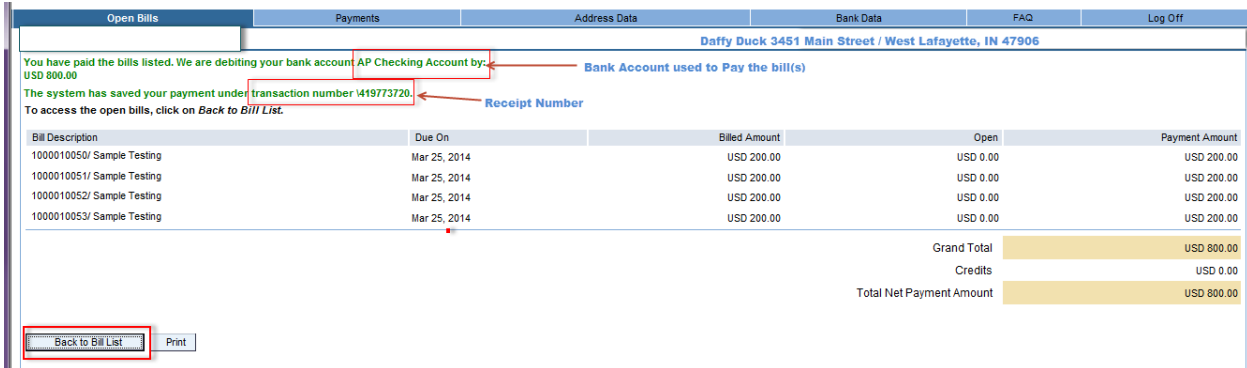 Open Bills Payments Address Data Bank Data FAQ Log Off
Daffy Duck 3451 Main Street / West Lafayette, IN 47906
You have paid the bills listed. We are debiting your bank account AP Checking Account by:
USD 800.00
Bank Account used to Pay the bill(s)
The system has saved your payment under transaction number \419773720.
Receipt Number
To access the open bills, click on Back to Bill List.
Bill Description Due On Billed Amount Open Payment Amount
1000010050/ Sample Testing Mar 25, 2014 USD 200.00 USD 0.00 USD 200.00
1000010051/ Sample Testing Mar 25, 2014 USD 200.00 USD 0.00 USD 200.00
1000010052/ Sample Testing Mar 25, 2014 USD 200.00 USD 0.00 USD 200.00
1000010053/ Sample Testing Mar 25, 2014 USD 200.00 USD 0.00 USD 200.00
Grand Total USD 800.00
Credits USD 0.00
Total Net Payment Amount USD 800.00
Back to Bill List Print